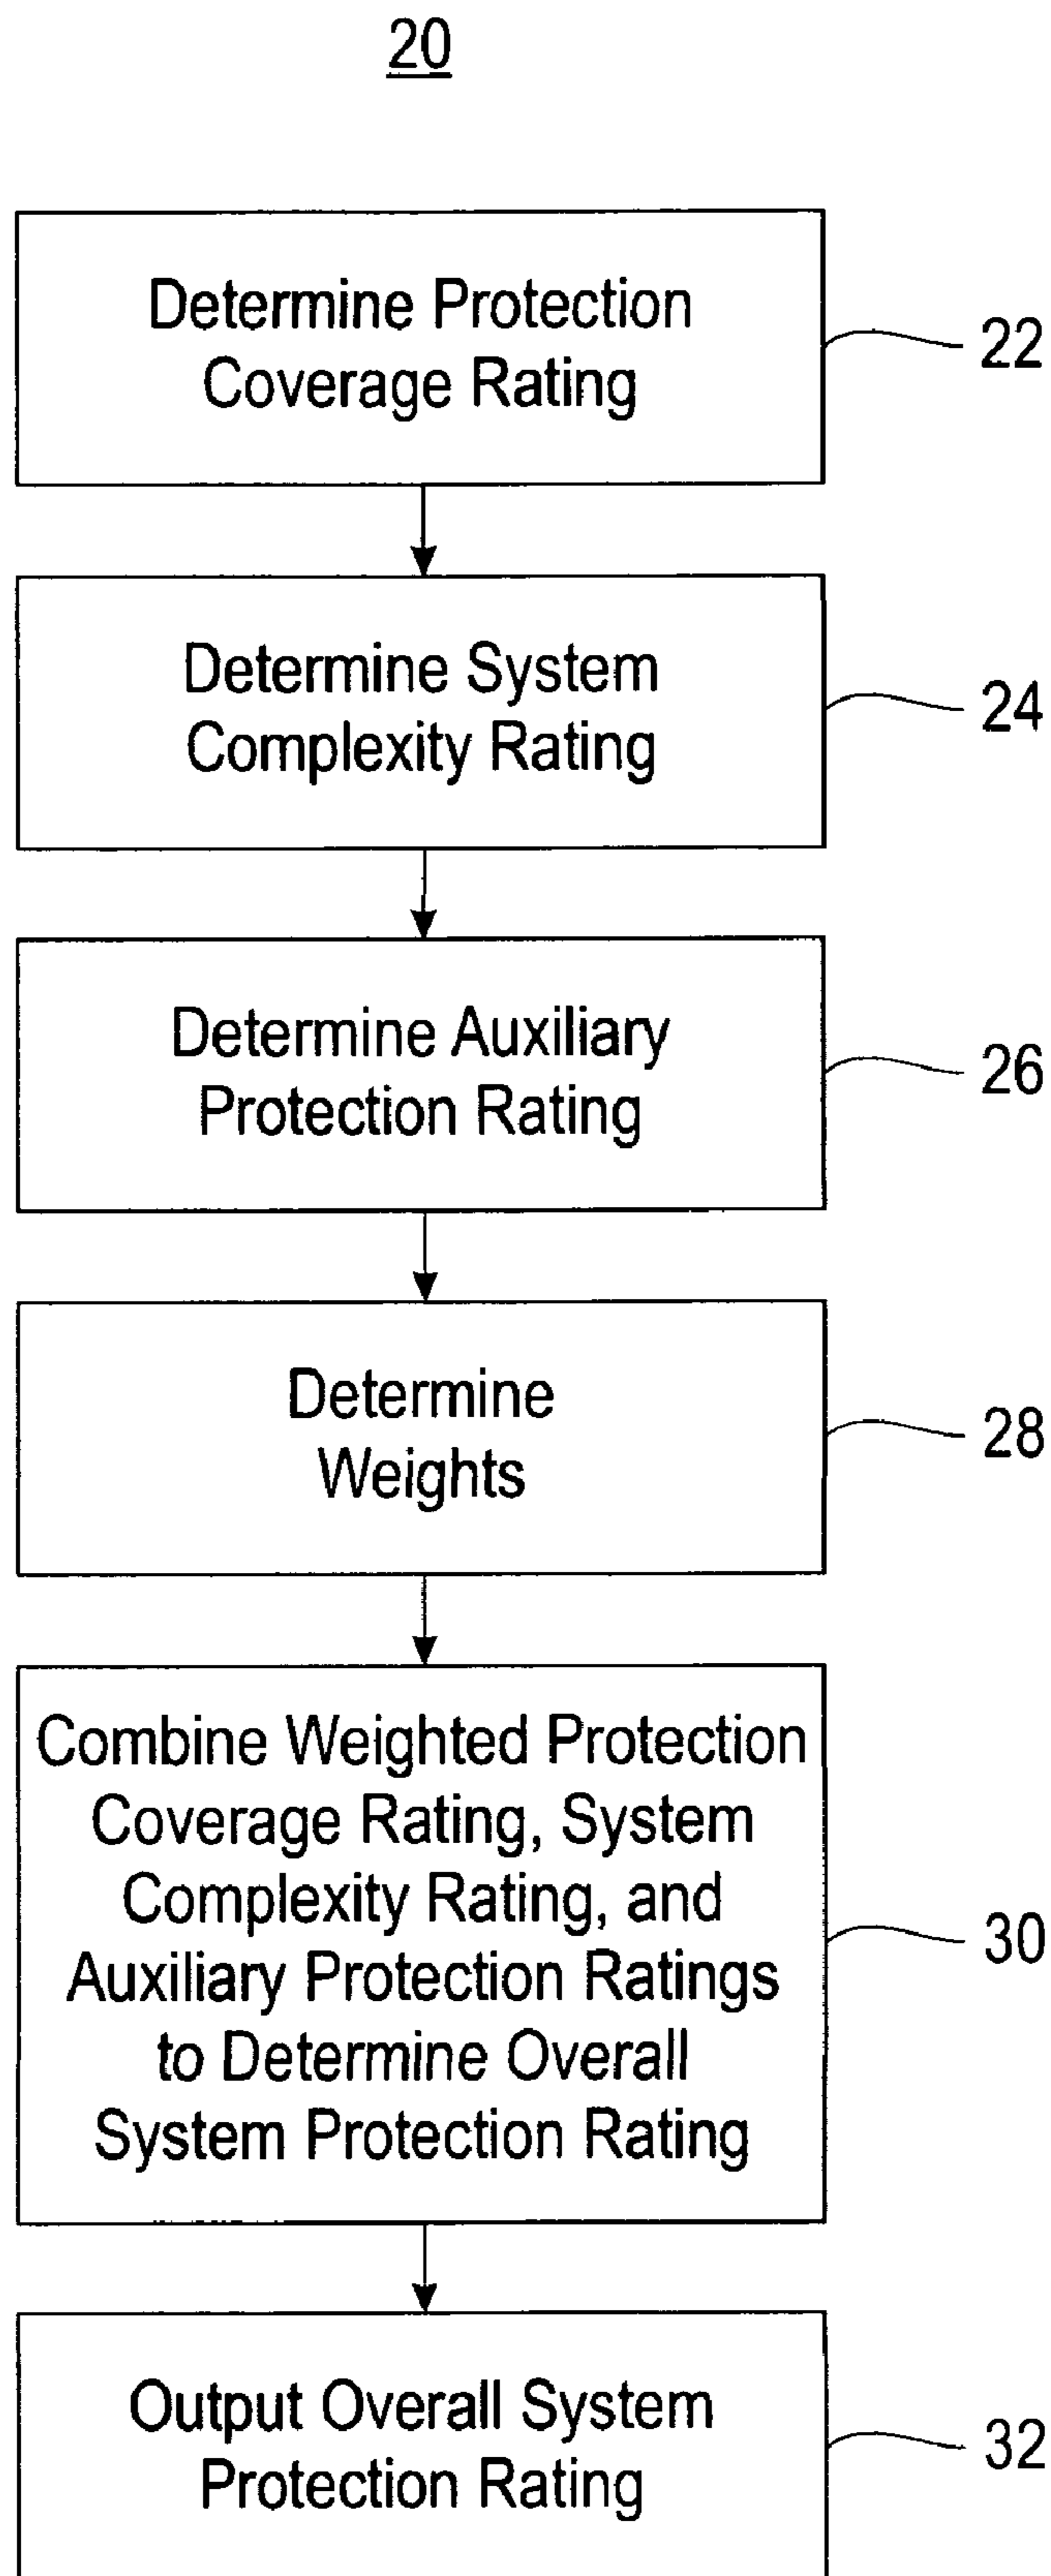 20
Determine Protection
Coverage Rating
22
Determine System
Complexity Rating
24
Determine Auxiliary
Protection Rating
26
Determine
Weights
28
Combine Weighted Protection
Coverage Rating, System
Complexity Rating, and
Auxiliary Protection Ratings
to Determine Overall
System Protection Rating
30
Output Overall System
Protection Rating
32